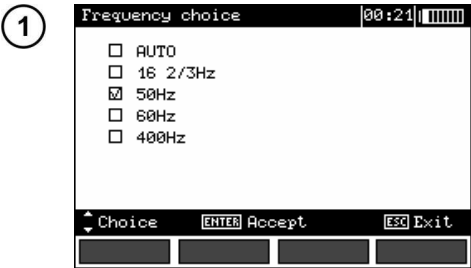 1
Frequency choice 00:21
AUTO
16 2/3Hz
50Hz
60Hz
400Hz
Choice ENTER Accept ESC Exit